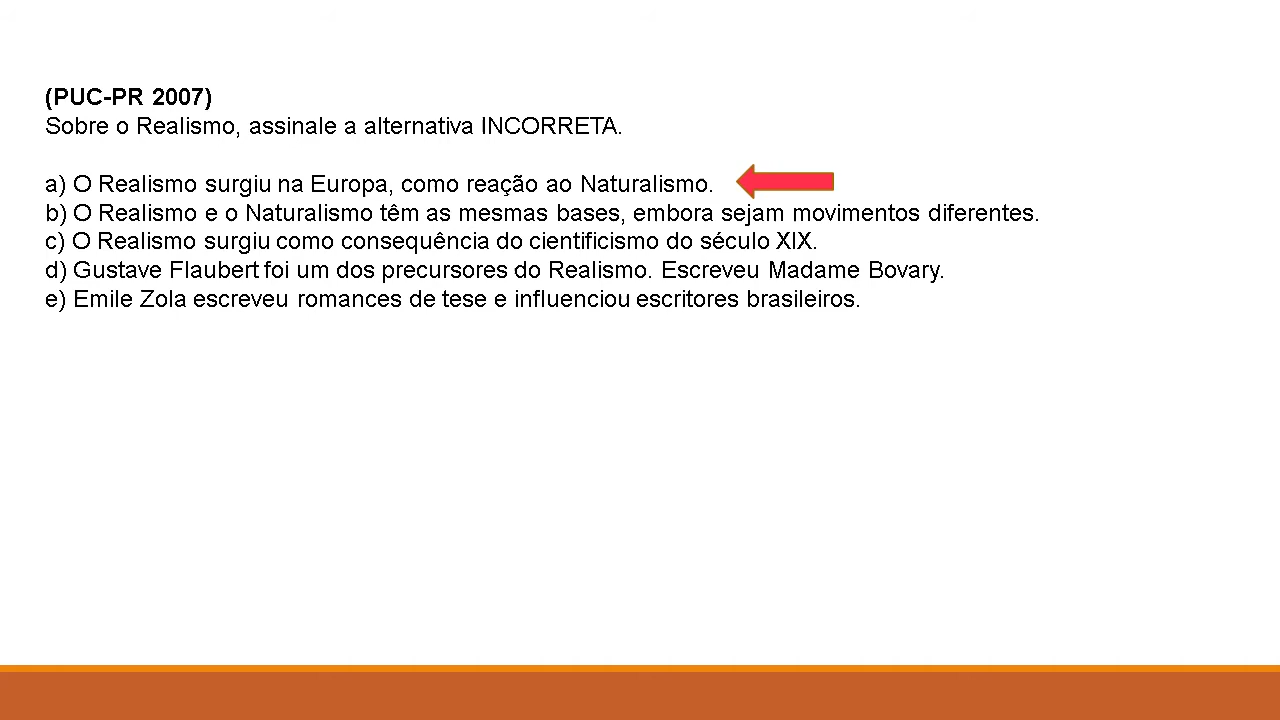 (PUC-PR 2007)
Sobre o Realismo, assinale a alternativa INCORRETA.
a) O Realismo surgiu na Europa, como reação ao Naturalismo.
b) O Realismo e o Naturalismo têm as mesmas bases, embora sejam movimentos diferentes.
c) O Realismo surgiu como consequência do cientificismo do século XIX.
d) Gustave Flaubert foi um dos precursores do Realismo. Escreveu Madame Bovary.
e) Emile Zola escreveu romances de tese e influenciou escritores brasileiros.